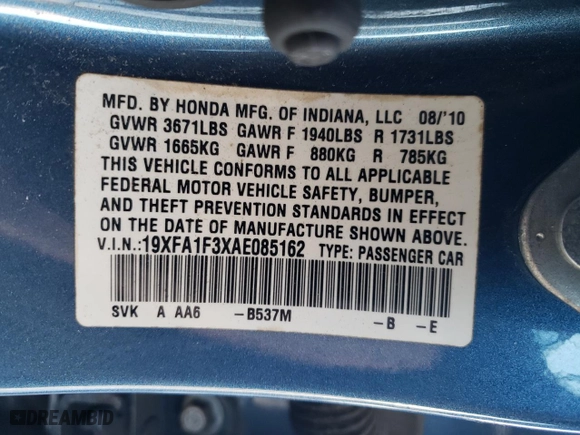 MFD. BY HONDA MFG. OF INDIANA, LLC 08/'10
GVWR 3671LBS GAWR F 1940LBS R 1731LBS
GVWR 1665KG GAWR F 880KG R 785KG
THIS VEHICLE CONFORMS TO ALL APPLICABLE
FEDERAL MOTOR VEHICLE SAFETY, BUMPER,
AND THEFT PREVENTION STANDARDS IN EFFECT
ON THE DATE OF MANUFACTURE SHOWN ABOVE.
V.I.N.:19XFA1F3XAE085162 TYPE: PASSENGER CAR
SVK A AA6 -B537M -B -E
DREAMBID